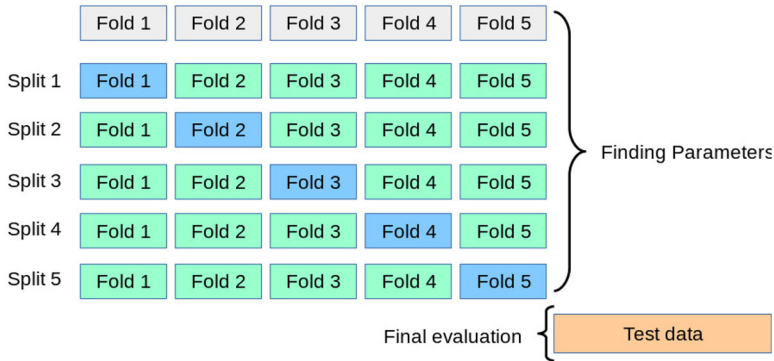 Fold 1 Fold 2 Fold 3 Fold 4 Fold 5
Split 1 Fold 1 Fold 2 Fold 3 Fold 4 Fold 5
Split 2 Fold 1 Fold 2 Fold 3 Fold 4 Fold 5
Finding Parameters
Split 3 Fold 1 Fold 2 Fold 3 Fold 4 Fold 5
Split 4 Fold 1 Fold 2 Fold 3 Fold 4 Fold 5
Split 5 Fold 1 Fold 2 Fold 3 Fold 4 Fold 5
Final evaluation Test data